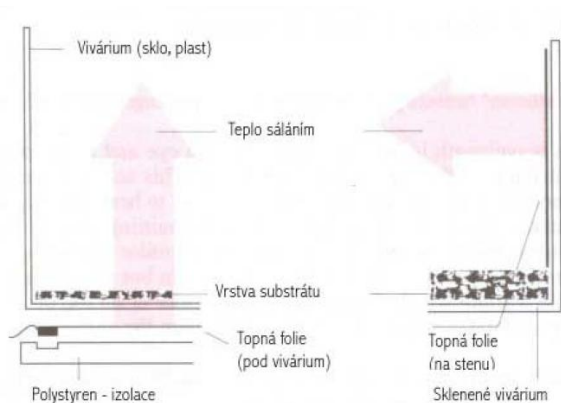 Vivárium (sklo, plast)
Teplo sáláním
Vrstva substrátu
Topná folie
(pod vivárium)
Topná folie
(na stenu)
Polystyren - izolace
Sklenené vivárium